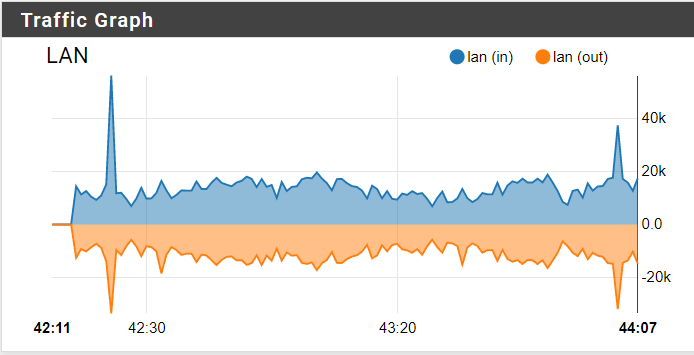 Traffic Graph
LAN
lan (in) lan (out)
40k
20k
0.0
-20k
42:11 42:30 43:20 44:07